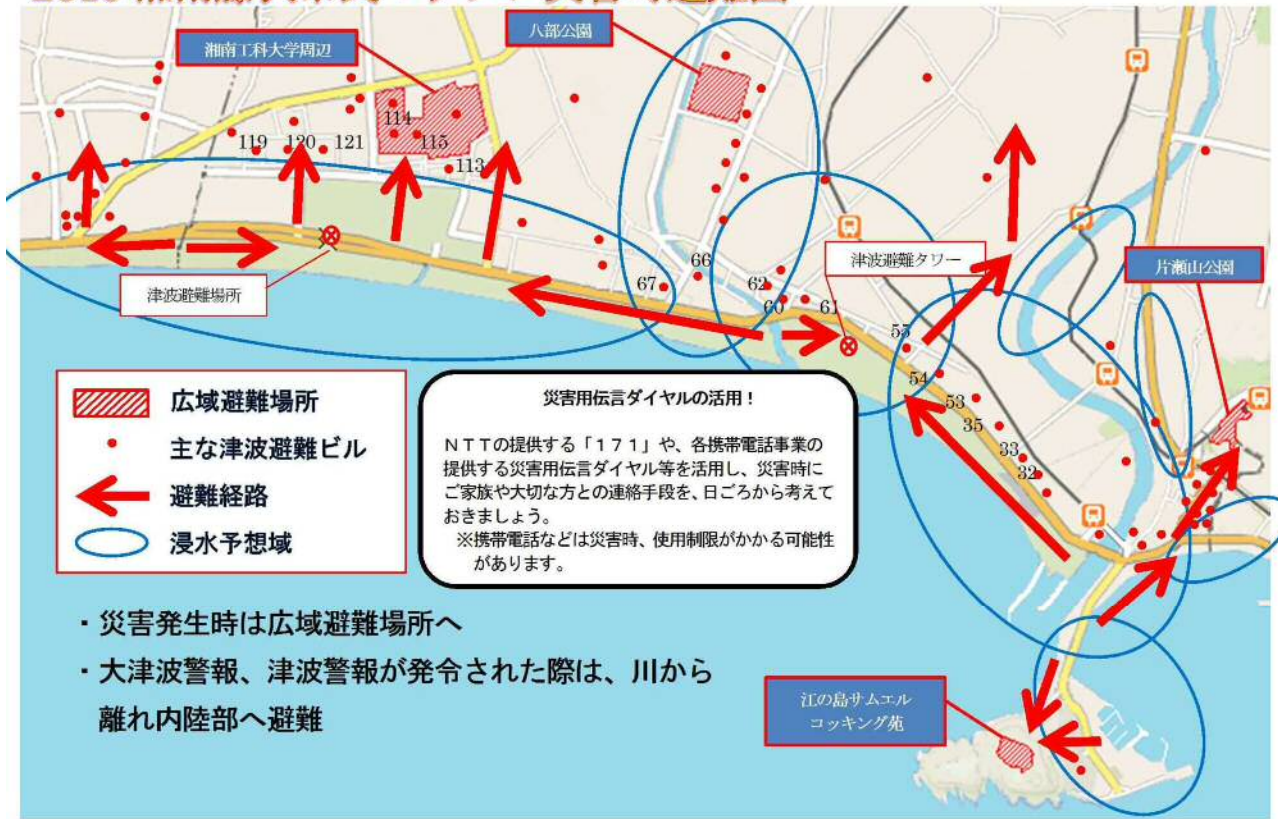 八部公園
湘南工科大学周辺
114
119
120
121
115
113
66
67
62
60
61
津波避難タワー
片瀬山公園
津波避難場所
55
54
53
35
33
32
広域避難場所
主な津波避難ビル
避難経路
浸水予想域
災害用伝言ダイヤルの活用!
NTTの提供する「171」や、各携帯電話事業の
提供する災害用伝言ダイヤル等を活用し、災害時に
ご家族や大切な方との連絡手段を、日ごろから考えて
おきましょう。
※携帯電話などは災害時、使用制限がかかる可能性
があります。
・災害発生時は広域避難場所へ
・大津波警報、津波警報が発令された際は、川から
離れ内陸部へ避難
江の島サムエル
コッキング苑